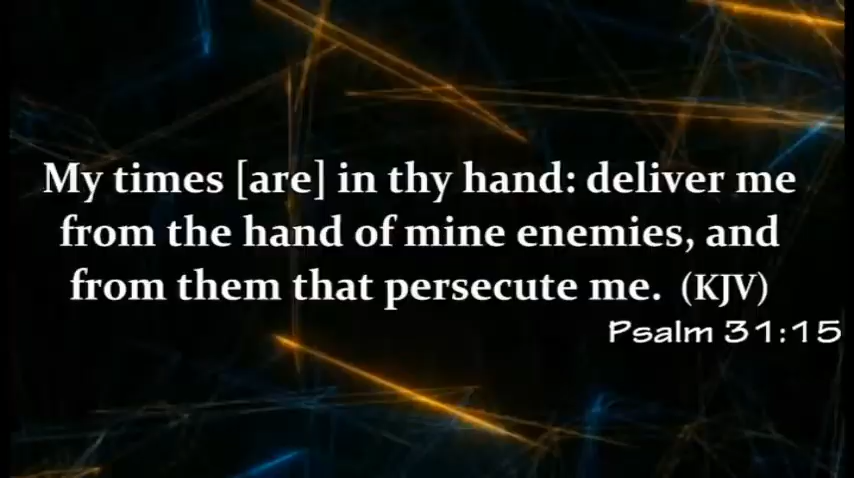 My times [are] in thy hand: deliver me
from the hand of mine enemies, and
from them that persecute me. (KJV)
Psalm 31:15